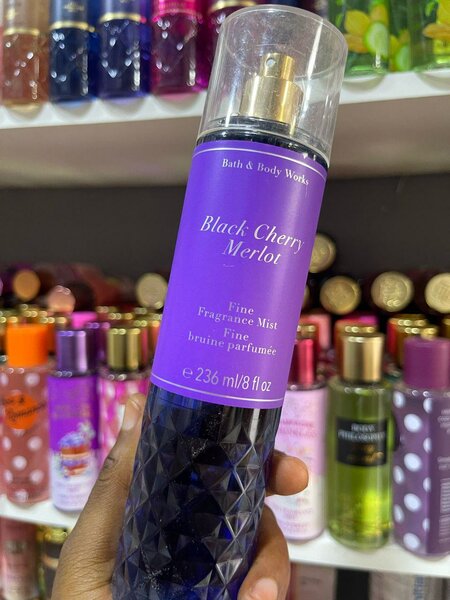 Bath & Body Works
Black Cherry
Merlot
Fine
Fragrance Mist
Fine
bruine parfumée
e 236 ml/8 fl oz